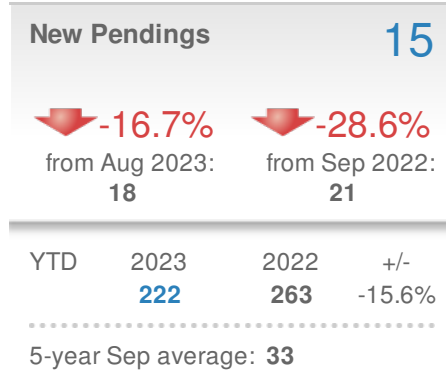 New Pendings 15
-16.7% -28.6%
from Aug 2023: from Sep 2022:
18 21
YTD 2023 2022 +/-
222 263 -15.6%
5-year Sep average: 33